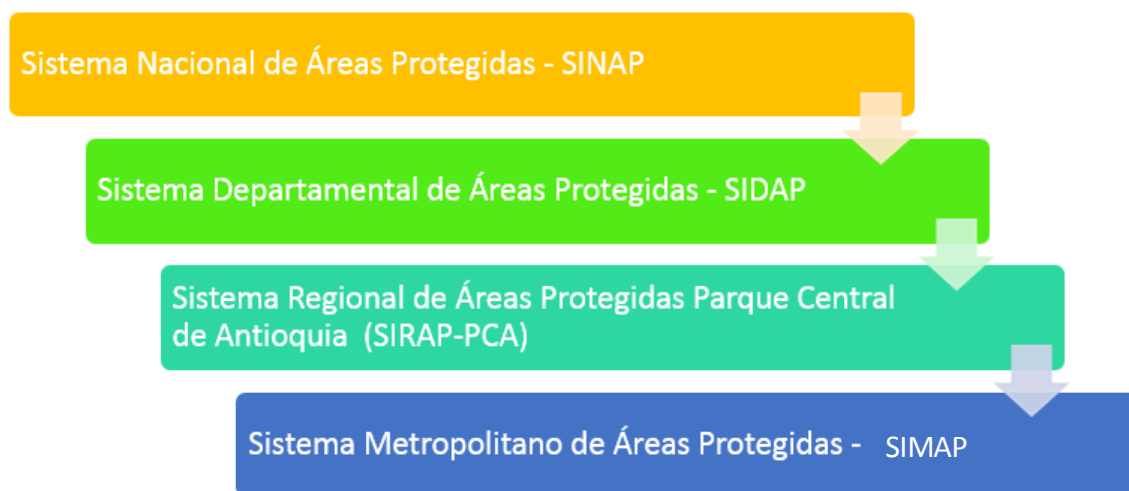 Sistema Nacional de Áreas Protegidas - SINAP
Sistema Departamental de Áreas Protegidas - SIDAP
Sistema Regional de Áreas Protegidas Parque Central
de Antioquia (SIRAP-PCA)
Sistema Metropolitano de Áreas Protegidas - SIMAP